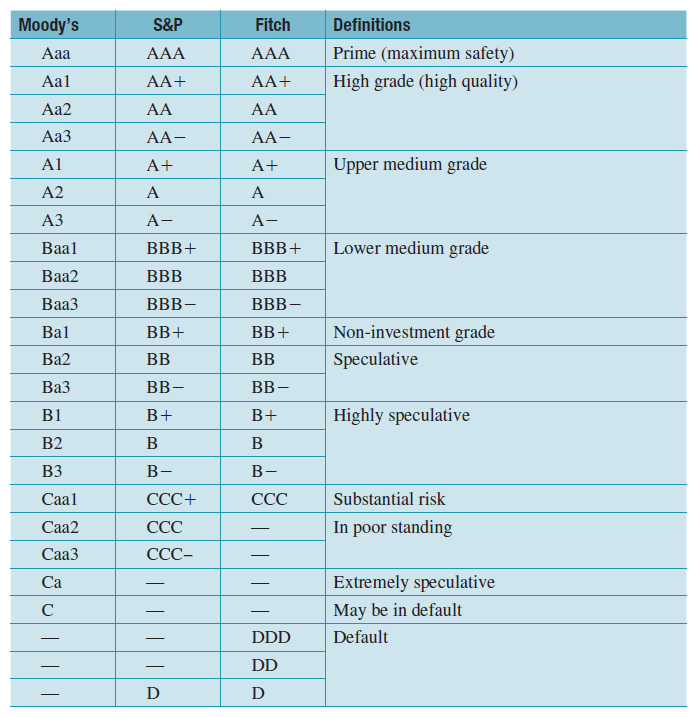 Moody's S&P Fitch Definitions
Aaa AAA AAA Prime (maximum safety)
Aa1 AA+ AA+ High grade (high quality)
Aa2 AA AA
Aa3 AA− AA−
A1 A+ A+ Upper medium grade
A2 A A
A3 A− A−
Baa1 BBB+ BBB+ Lower medium grade
Baa2 BBB BBB
Baa3 BBB− BBB−
Ba1 BB+ BB+ Non-investment grade
Ba2 BB BB Speculative
Ba3 BB− BB−
B1 B+ B+ Highly speculative
B2 B B
B3 B− B−
Caa1 CCC+ CCC Substantial risk
Caa2 CCC — In poor standing
Caa3 CCC− —
Ca — — Extremely speculative
C — — May be in default
— — DDD Default
— — DD
— D D